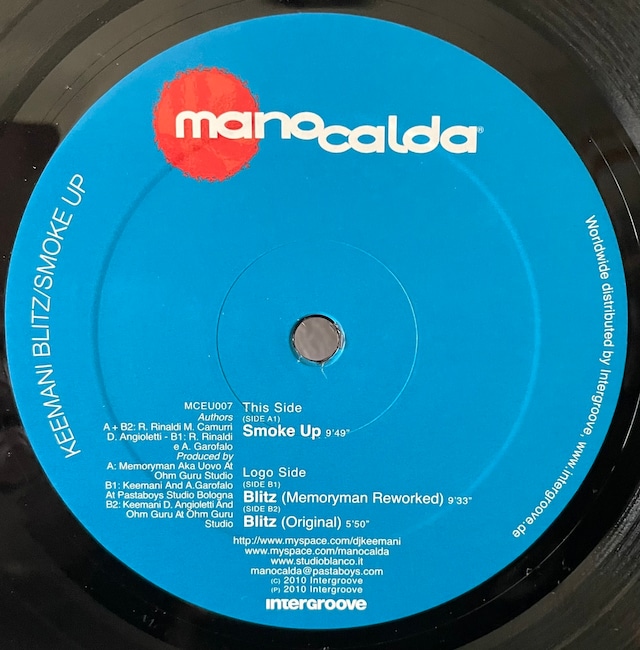 manocalda®
KEEMANI BLITZ/SMOKE UP
Worldwide distributed by Intergroove, www.intergroove.de
MCEU007
Authors
A + B2: R. Rinaldi M. Camurri
D. Angioletti - B1: R. Rinaldi
e A. Garofalo
Produced by
A: Memoryman Aka Uovo At
Ohm Guru Studio
B1: Keemani And A.Garofalo
At Pastaboys Studio Bologna
B2: Keemani D. Angioletti And
Ohm Guru At Ohm Guru
Studio
This Side
(SIDE A1)
Smoke Up 9'49"
Logo Side
(SIDE B1)
Blitz (Memoryman Reworked) 9'33"
(SIDE B2)
Blitz (Original) 5'50"
http://www.myspace.com/djkeemani
www.myspace.com/manocalda
www.studioblanco.it
manocalda@pastaboys.com
(C) 2010 Intergroove
(P) 2010 Intergroove
intergroove